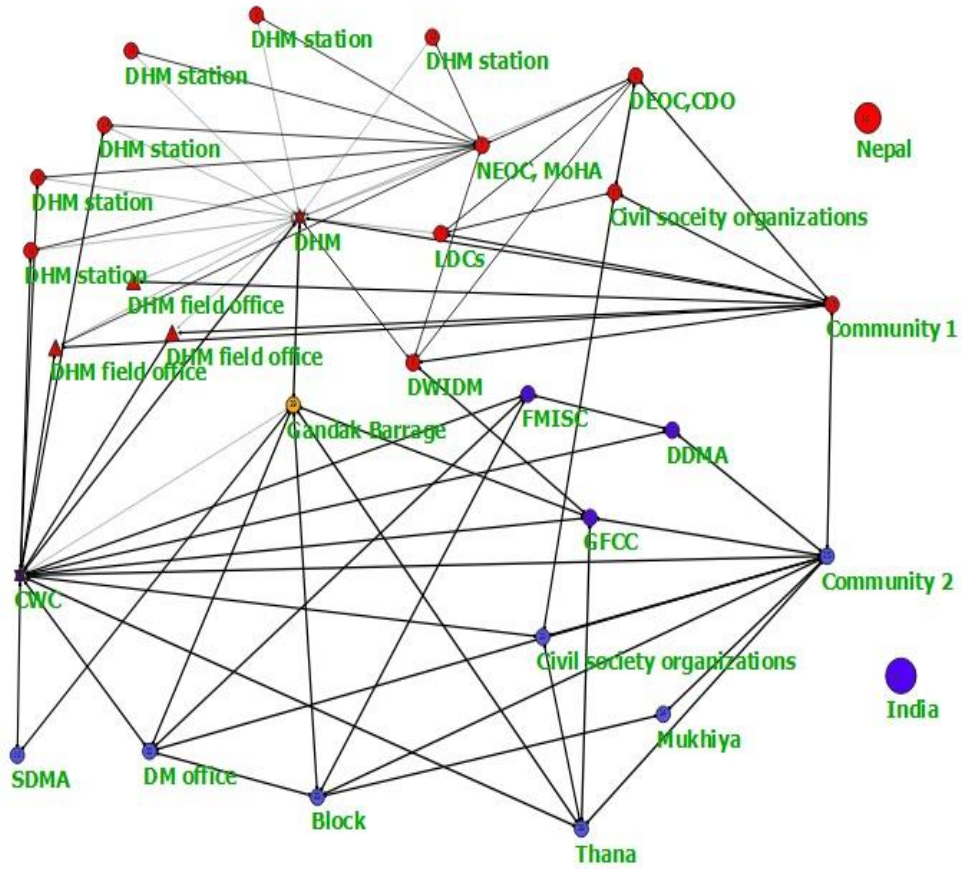 DHM station
DHM station
DHM station
DEOC,CDO
DHM station
Nepal
NEOC, MoHA
DHM station
Civil soceity organizations
DHM
LDCs
DHM station
DHM field office
Community 1
DHM field office
DHM field office
DWIDM
FMISC
Gandak Barrage
DDMA
GFCC
Community 2
CWC
Civil society organizations
India
Mukhiya
SDMA
DM office
Block
Thana